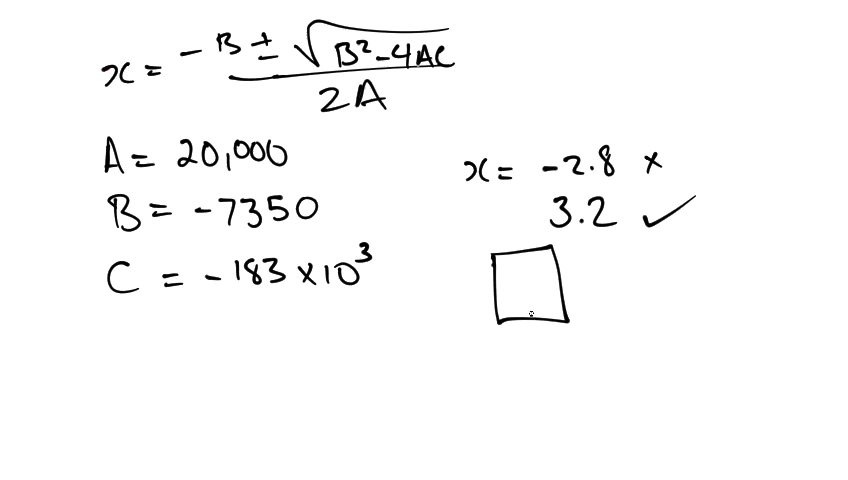 x = -B ± √(B² - 4AC)
2A
A = 20,000
B = -7350
C = -183 × 10³
x = -2.8 ×
3.2 ✓